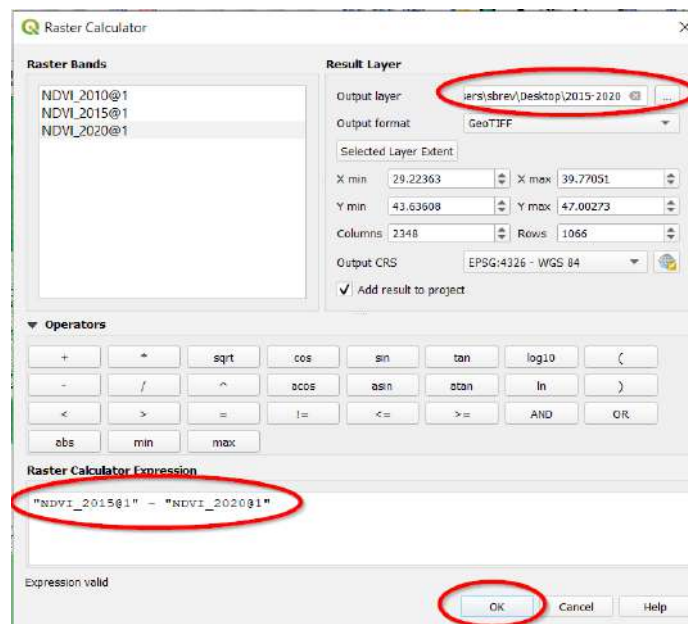 Raster Calculator
Raster Bands
NDVI_2010@1
NDVI_2015@1
NDVI_2020@1
Result Layer
Output layer sers\sbrev\Desktop\2015-2020 ...
Output format GeoTIFF
Selected Layer Extent
X min 29.22363 X max 39.77051
Y min 43.63608 Y max 47.00273
Columns 2348 Rows 1066
Output CRS EPSG:4326 - WGS 84
Add result to project
Operators
+ * sqrt cos sin tan log10 (
- / ^ acos asin atan ln )
< > = != <= >= AND OR
abs min max
Raster Calculator Expression
"NDVI_2015@1" - "NDVI_2020@1"
Expression valid
OK Cancel Help